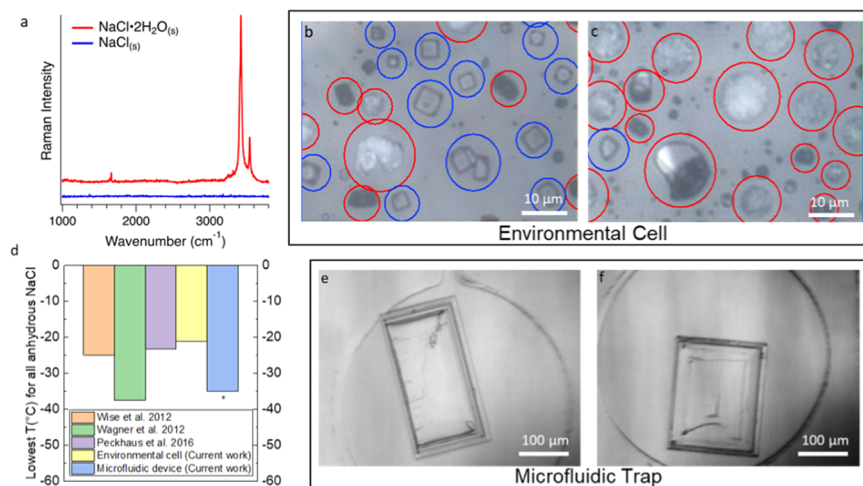 a
NaCl•2H₂O(s)
NaCl(s)
Raman Intensity
1000
2000
3000
Wavenumber (cm⁻¹)
b
10 μm
c
10 μm
Environmental Cell
d
Lowest T(°C) for all anhydrous NaCl
0
-10
-20
-30
-40
-50
-60
*
Wise et al. 2012
Wagner et al. 2012
Peckhaus et al. 2016
Environmental cell (Current work)
Microfluidic device (Current work)
0
-10
-20
-30
-40
-50
-60
e
100 μm
f
100 μm
Microfluidic Trap